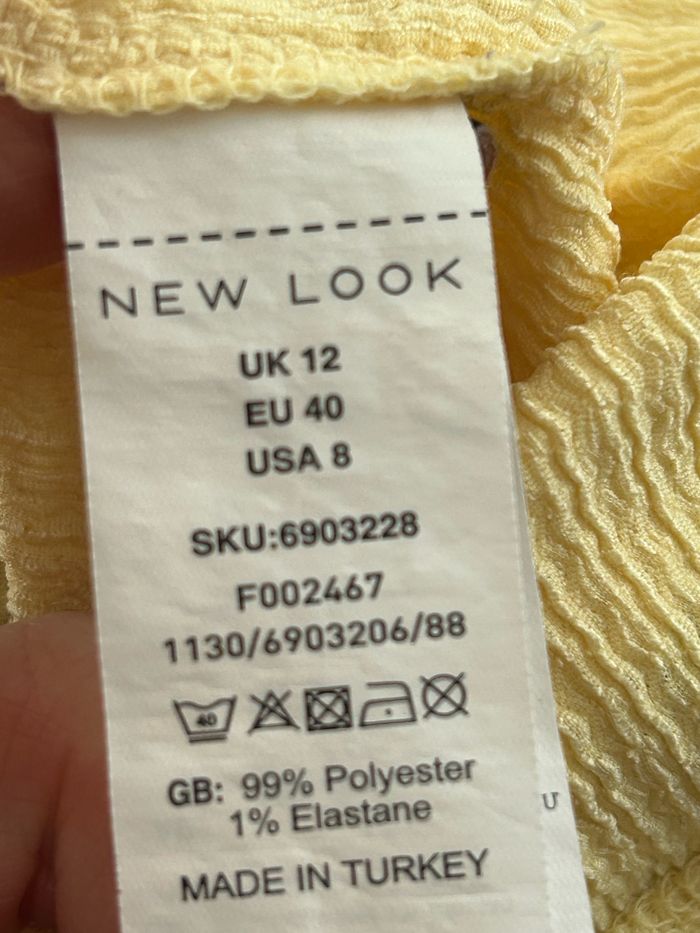 NEW LOOK
UK 12
EU 40
USA 8
SKU:6903228
F002467
1130/6903206/88
40
GB: 99% Polyester
1% Elastane
MADE IN TURKEY